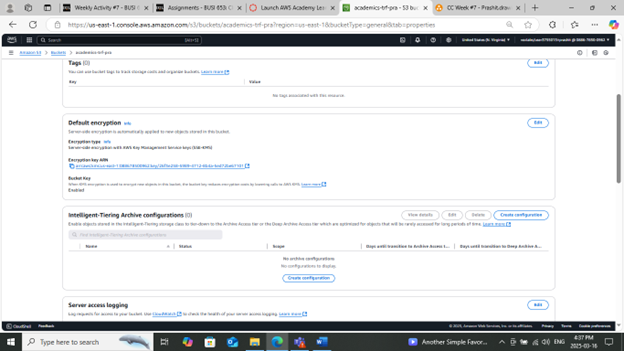 Weekly Activity #7 - BUSI
Assignments - BUSI 653: C
Launch AWS Academy Lea
academics-trf-pra - S3 buc
CC Week #7 - Prashit.draw
https://us-east-1.console.aws.amazon.com/s3/buckets/academics-trf-pra?region=us-east-1&bucketType=general&tab=properties
aws
Search
United States (N. Virginia)
Amazon S3 > Buckets > academics-trf-pra
Tags (0)
Edit
You can use bucket tags to track storage costs and organize buckets. Learn more
Key
Value
No tags associated with this resource.
Default encryption Info
Edit
Server-side encryption is automatically applied to new objects stored in this bucket.
Encryption type Info
Server-side encryption with AWS Key Management Service keys (SSE-KMS)
Encryption key ARN
Bucket Key
When KMS encryption is used to encrypt new objects in this bucket, the bucket key reduces encryption costs by lowering calls to AWS KMS. Learn more
Enabled
Intelligent-Tiering Archive configurations (0)
View details
Edit
Delete
Create configuration
Enable objects stored in the Intelligent-Tiering storage class to tier-down to the Archive Access tier or the Deep Archive Access tier which are optimized for objects that will be rarely accessed for long periods of time. Learn more
Find Intelligent-Tiering Archive configurations
Name
Status
Scope
Days until transition to Archive Access t...
Days until transition to Deep Archive A...
No archive configurations
No configurations to display.
Create configuration
Server access logging
Edit
Log requests for access to your bucket. Use CloudWatch to check the health of your server access logging. Learn more
CloudShell
Feedback
© 2025, Amazon Web Services, Inc. or its affiliates.
Privacy
Terms
Cookie preferences
Type here to search
Another Simple Favor...
ENG
4:37 PM
2025-03-16